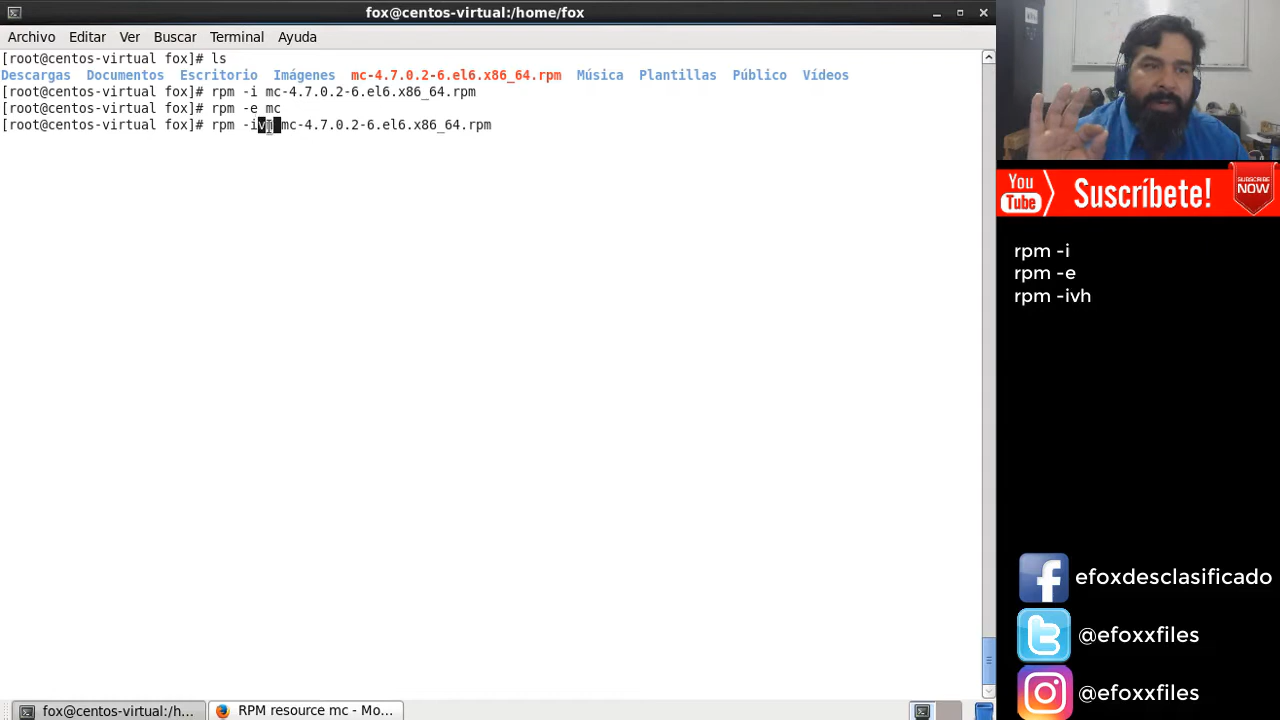 fox@centos-virtual:/home/fox
Archivo Editar Ver Buscar Terminal Ayuda
[root@centos-virtual fox]# ls
Descargas Documentos Escritorio Imágenes mc-4.7.0.2-6.el6.x86_64.rpm Música Plantillas Público Vídeos
[root@centos-virtual fox]# rpm -i mc-4.7.0.2-6.el6.x86_64.rpm
[root@centos-virtual fox]# rpm -e mc
[root@centos-virtual fox]# rpm -ivh mc-4.7.0.2-6.el6.x86_64.rpm
You Tube Suscríbete! SUBSCRIBE NOW
rpm -i
rpm -e
rpm -ivh
efoxdesclasificado
@efoxxfiles
@efoxxfiles
fox@centos-virtual:/h... RPM resource mc - Mo...